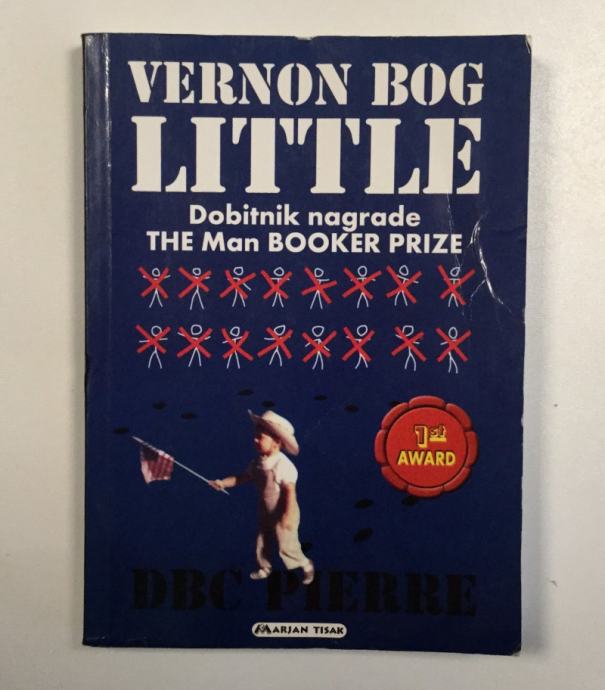 VERNON BOG
LITTLE
Dobitnik nagrade
THE Man BOOKER PRIZE
1st
AWARD
DBC PIERRE
MARJAN TISAK